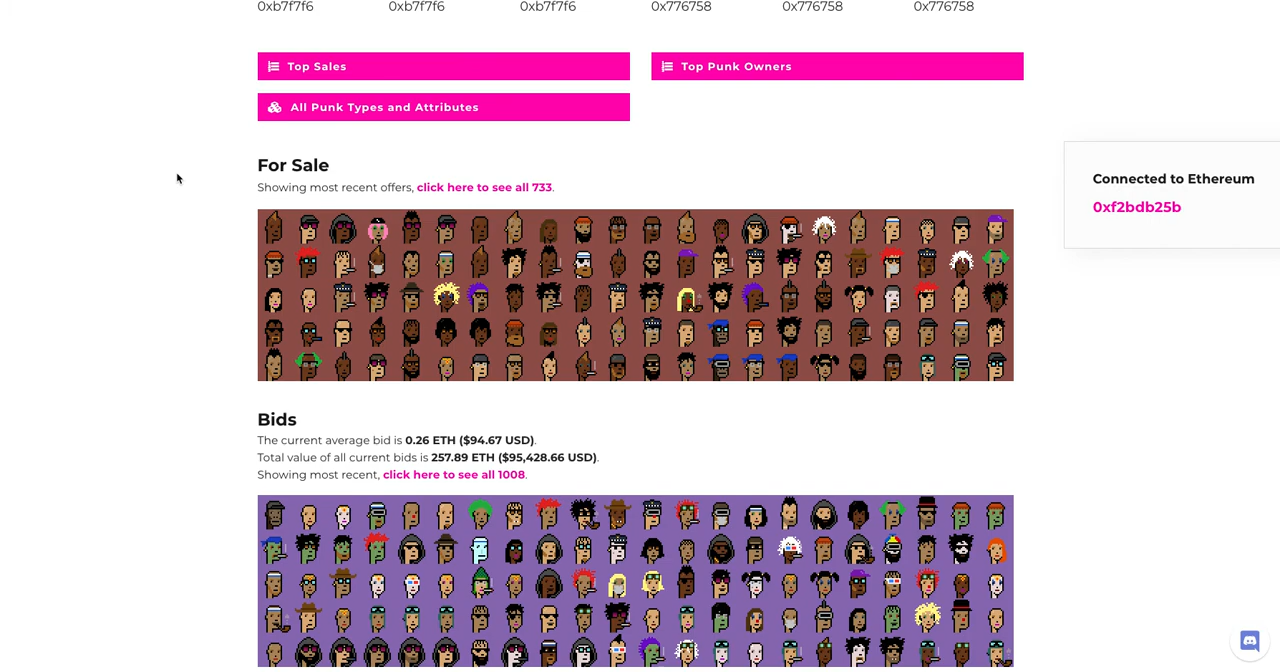 0xb7f7f6 0xb7f7f6 0xb7f7f6 0x776758 0x776758 0x776758
Top Sales
Top Punk Owners
All Punk Types and Attributes
For Sale
Showing most recent offers, click here to see all 733.
Connected to Ethereum
0xf2bdb25b
Bids
The current average bid is 0.26 ETH ($94.67 USD).
Total value of all current bids is 257.89 ETH ($95,428.66 USD).
Showing most recent, click here to see all 1008.